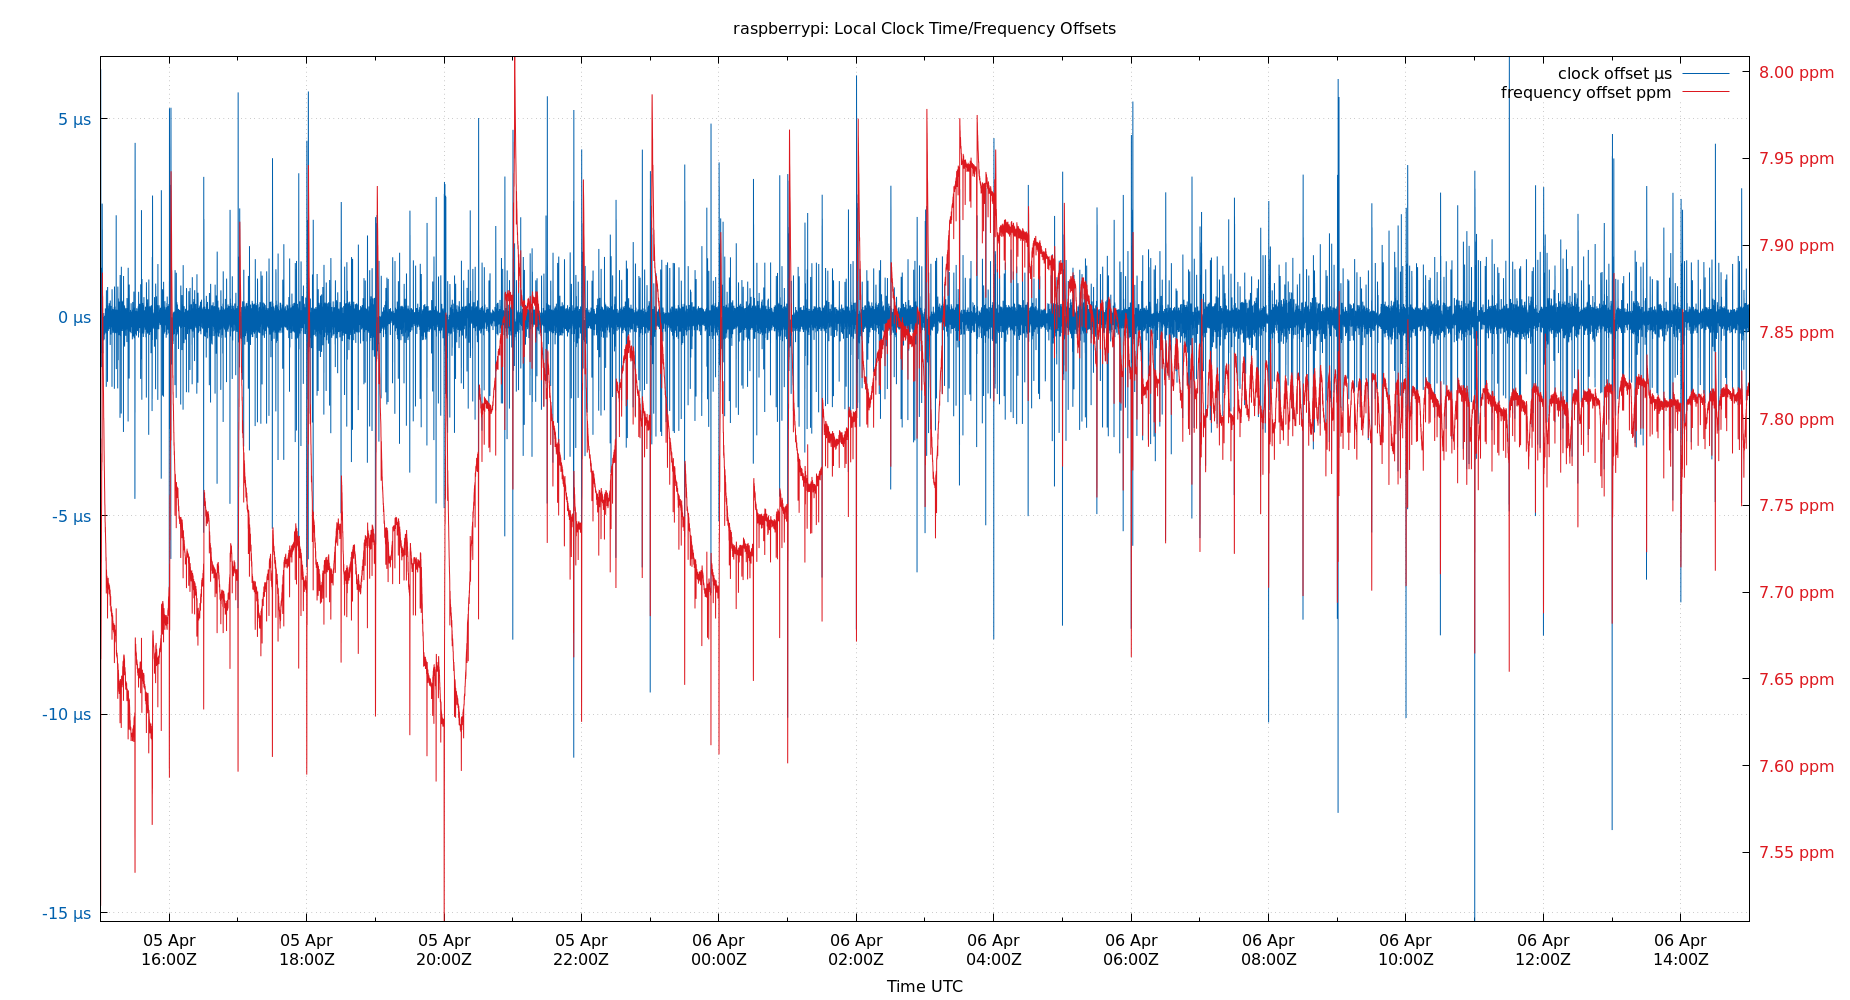 raspberrypi: Local Clock Time/Frequency Offsets
clock offset µs
frequency offset ppm
5 µs
0 µs
-5 µs
-10 µs
-15 µs
8.00 ppm
7.95 ppm
7.90 ppm
7.85 ppm
7.80 ppm
7.75 ppm
7.70 ppm
7.65 ppm
7.60 ppm
7.55 ppm
05 Apr
16:00Z
05 Apr
18:00Z
05 Apr
20:00Z
05 Apr
22:00Z
06 Apr
00:00Z
06 Apr
02:00Z
06 Apr
04:00Z
06 Apr
06:00Z
06 Apr
08:00Z
06 Apr
10:00Z
06 Apr
12:00Z
06 Apr
14:00Z
Time UTC